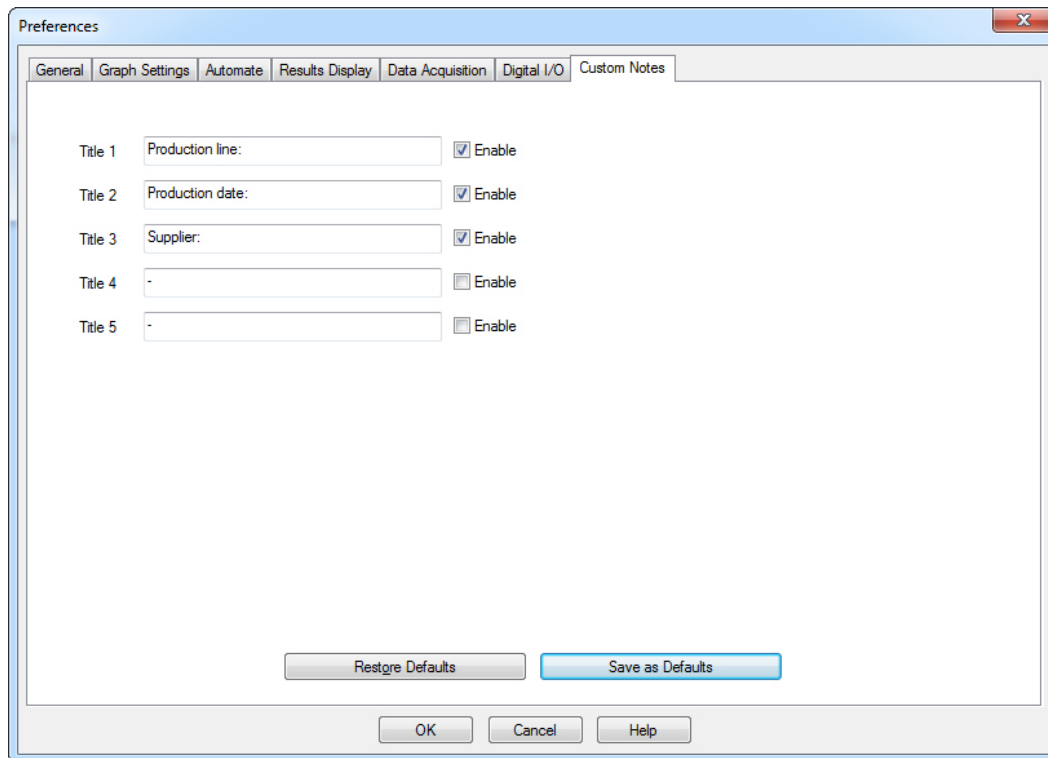 Preferences
General Graph Settings Automate Results Display Data Acquisition Digital I/O Custom Notes
Title 1 Production line: Enable
Title 2 Production date: Enable
Title 3 Supplier: Enable
Title 4 - Enable
Title 5 - Enable
Restore Defaults Save as Defaults
OK Cancel Help